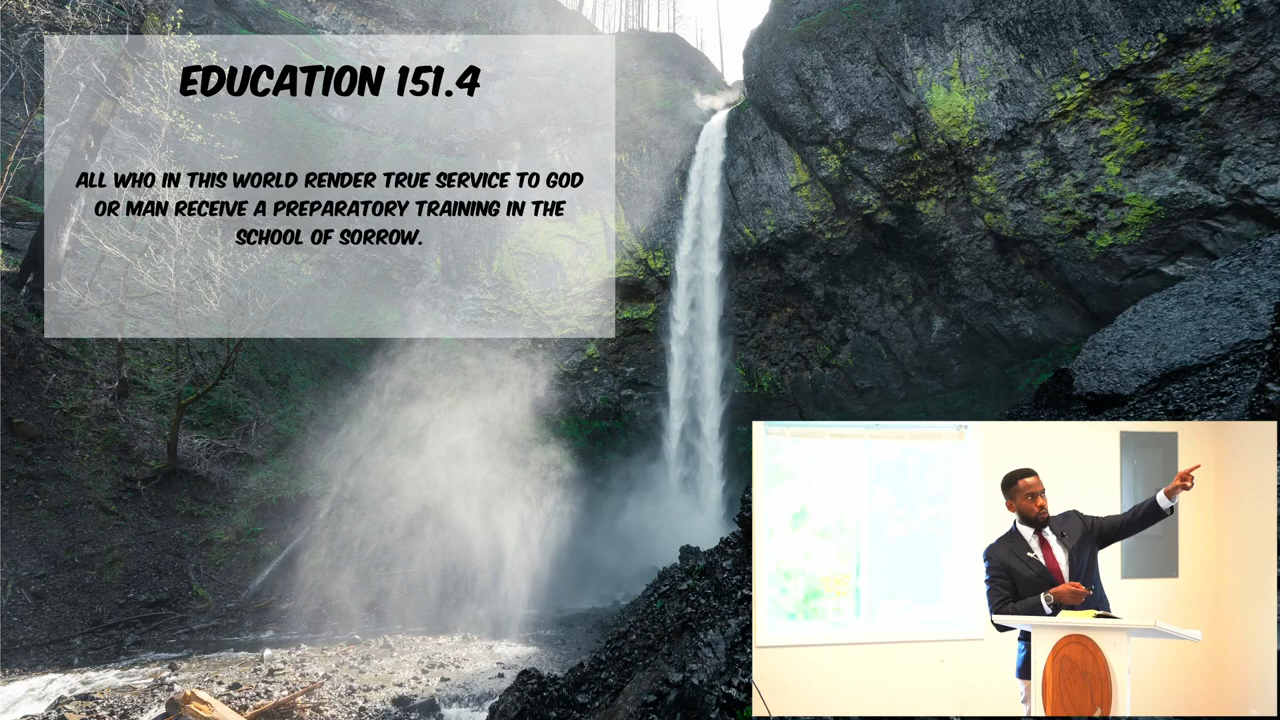 EDUCATION 151.4
ALL WHO IN THIS WORLD RENDER TRUE SERVICE TO GOD
OR MAN RECEIVE A PREPARATORY TRAINING IN THE
SCHOOL OF SORROW.